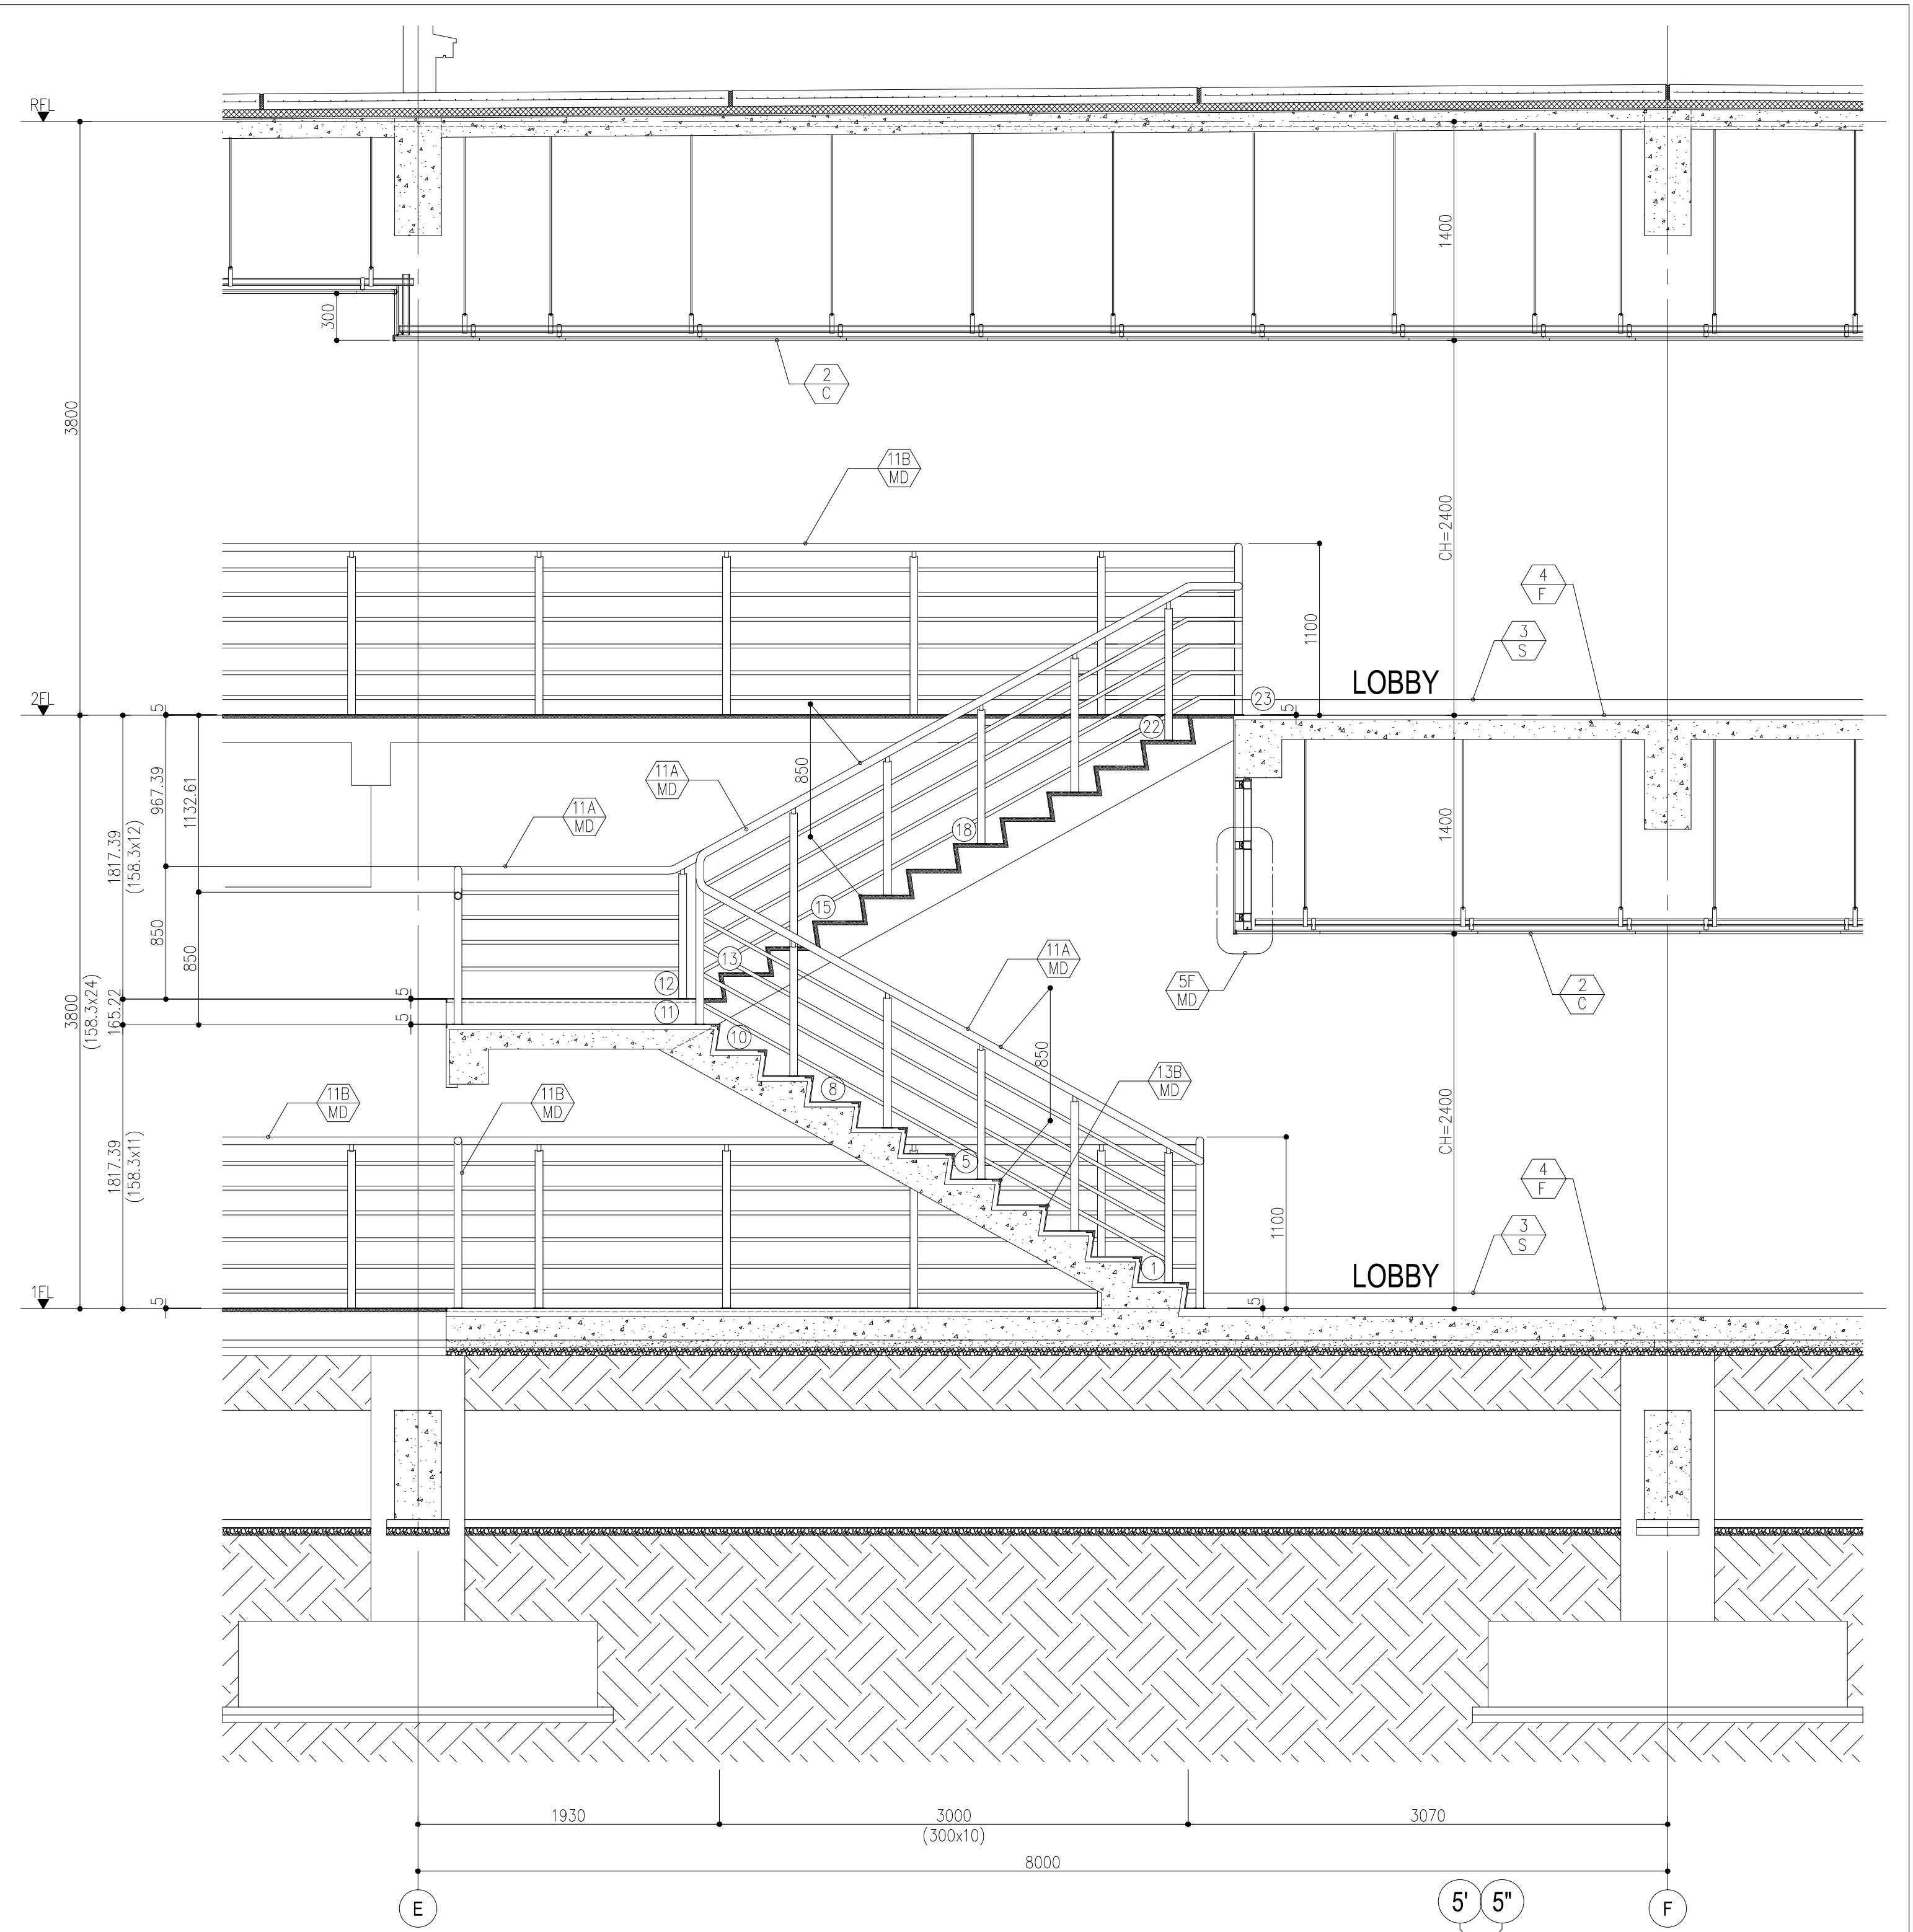 RFL
1400
300
2
C
3800
11B
MD
CH=2400
4
F
1100
3
S
LOBBY
2FL
5
23
5
22
967.39
1132.61
1817.39
(158.3x12)
850
11A
MD
11A
MD
18
1400
15
850
850
13
11A
MD
12
5
5F
MD
2
C
3800
(158.3x24)
165.22
11
5
10
850
13B
MD
8
11B
MD
11B
MD
CH=2400
1817.39
(158.3x11)
5
4
F
1100
3
S
1
LOBBY
1FL
5
5
1930
3000
(300x10)
3070
8000
E
5'
5"
F